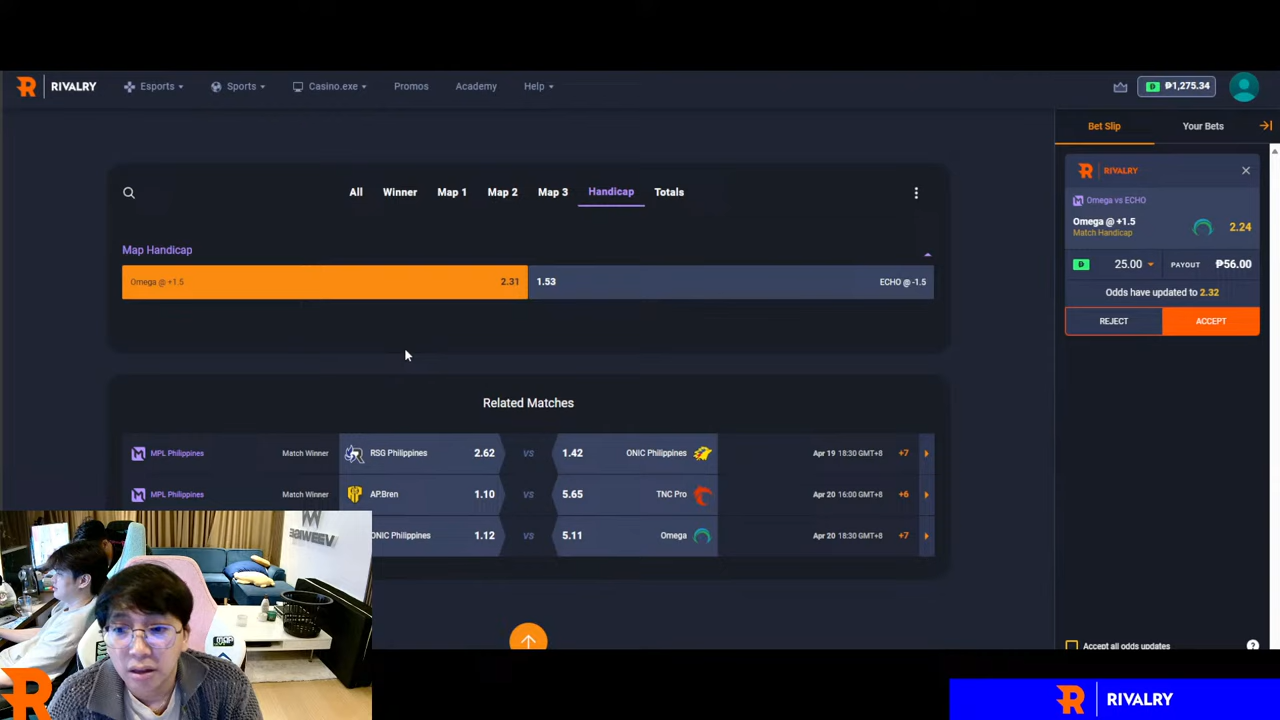 RIVALRY Esports Sports Casino.exe Promos Academy Help ₱1,275.34
Bet Slip Your Bets
RIVALRY
Omega vs ECHO
Omega @ +1.5 2.24
Match Handicap
25.00 PAYOUT ₱56.00
Odds have updated to 2.32
REJECT ACCEPT
All Winner Map 1 Map 2 Map 3 Handicap Totals
Map Handicap
Omega @ +1.5 2.31 1.53 ECHO @ -1.5
Related Matches
MPL Philippines Match Winner RSG Philippines 2.62 VS 1.42 ONIC Philippines Apr 19 18:30 GMT+8 +7
MPL Philippines Match Winner AP.Bren 1.10 VS 5.65 TNC Pro Apr 20 16:00 GMT+8 +6
ONIC Philippines 1.12 VS 5.11 Omega Apr 20 18:30 GMT+8 +7
Accept all odds updates ?
RIVALRY